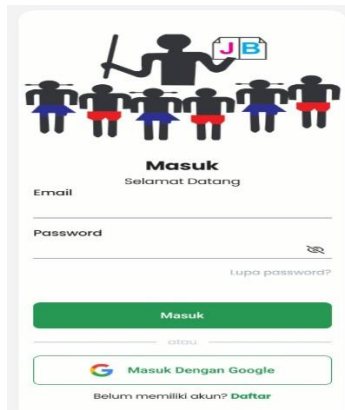 JB
Masuk
Selamat Datang
Email
Password
Lupa password?
Masuk
atau
Masuk Dengan Google
Belum memiliki akun? Daftar